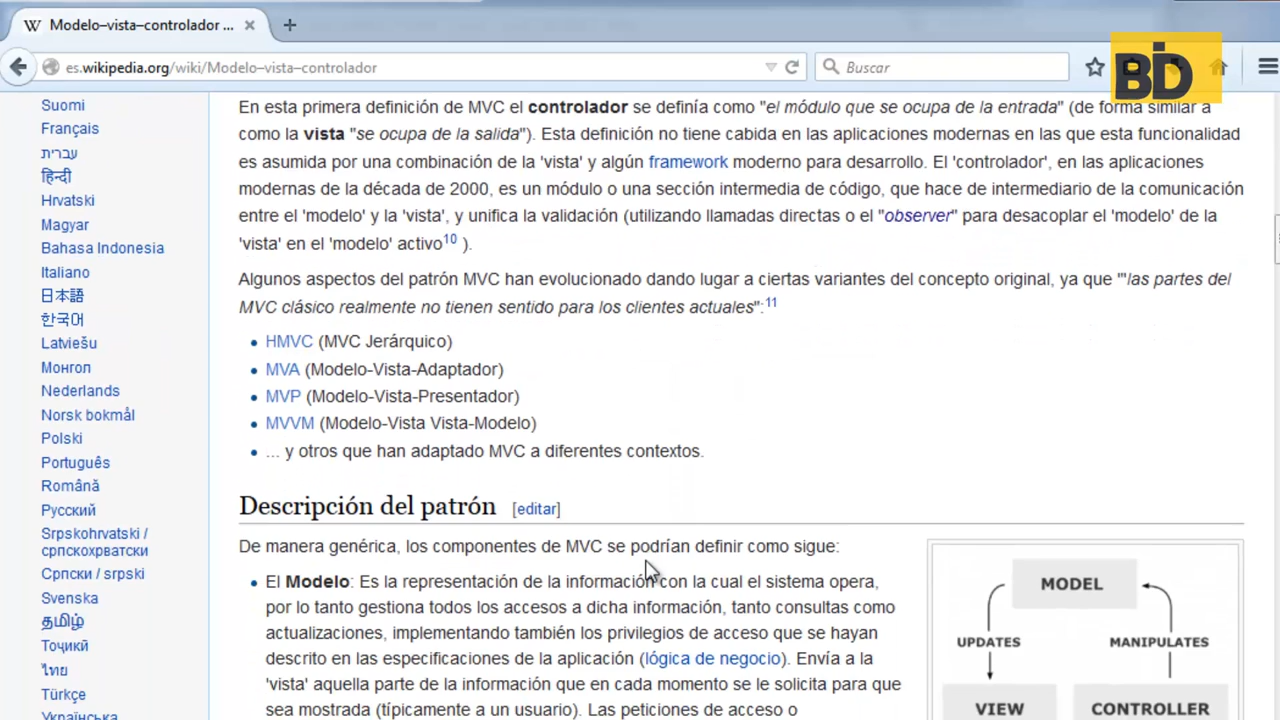 Modelo–vista–controlador ...
es.wikipedia.org/wiki/Modelo–vista–controlador
Buscar
BD
Suomi
Français
עברית
हिन्दी
Hrvatski
Magyar
Bahasa Indonesia
Italiano
日本語
한국어
Latviešu
Монгол
Nederlands
Norsk bokmål
Polski
Português
Română
Русский
Srpskohrvatski /
српскохрватски
Српски / srpski
Svenska
தமிழ்
Тоҷикӣ
ไทย
Türkçe
Українська
En esta primera definición de MVC el controlador se definía como "el módulo que se ocupa de la entrada" (de forma similar a
como la vista "se ocupa de la salida"). Esta definición no tiene cabida en las aplicaciones modernas en las que esta funcionalidad
es asumida por una combinación de la 'vista' y algún framework moderno para desarrollo. El 'controlador', en las aplicaciones
modernas de la década de 2000, es un módulo o una sección intermedia de código, que hace de intermediario de la comunicación
entre el 'modelo' y la 'vista', y unifica la validación (utilizando llamadas directas o el "observer" para desacoplar el 'modelo' de la
'vista' en el 'modelo' activo10 ).
Algunos aspectos del patrón MVC han evolucionado dando lugar a ciertas variantes del concepto original, ya que "'las partes del
MVC clásico realmente no tienen sentido para los clientes actuales":11
HMVC (MVC Jerárquico)
MVA (Modelo-Vista-Adaptador)
MVP (Modelo-Vista-Presentador)
MVVM (Modelo-Vista Vista-Modelo)
... y otros que han adaptado MVC a diferentes contextos.
Descripción del patrón [editar]
De manera genérica, los componentes de MVC se podrían definir como sigue:
El Modelo: Es la representación de la información con la cual el sistema opera,
por lo tanto gestiona todos los accesos a dicha información, tanto consultas como
actualizaciones, implementando también los privilegios de acceso que se hayan
descrito en las especificaciones de la aplicación (lógica de negocio). Envía a la
'vista' aquella parte de la información que en cada momento se le solicita para que
sea mostrada (típicamente a un usuario). Las peticiones de acceso o
MODEL
UPDATES
MANIPULATES
VIEW
CONTROLLER